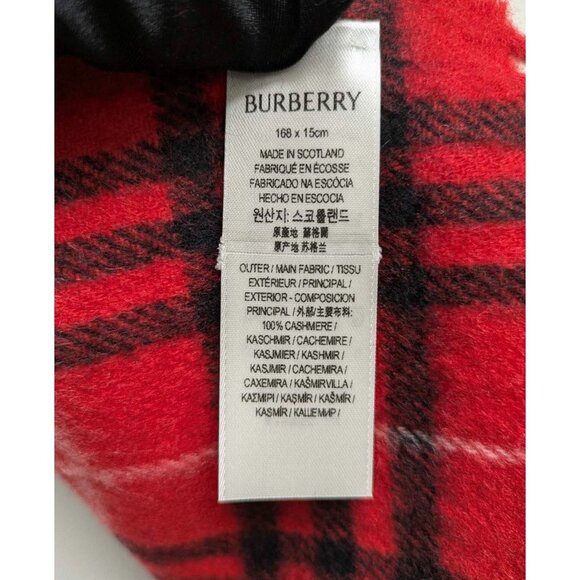 BURBERRY
168 x 15cm
MADE IN SCOTLAND
FABRIQUÉ EN ÉCOSSE
FABRICADO NA ESCÓCIA
HECHO EN ESCOCIA
원산지: 스코틀랜드
原產地 蘇格蘭
原产地 苏格兰
OUTER / MAIN FABRIC / TISSU
EXTÉRIEUR / PRINCIPAL /
EXTERIOR - COMPOSICION
PRINCIPAL / 外部/主要布料:
100% CASHMERE /
KASCHMIR / CACHEMIRE /
KASJMIER / KASHMIR /
KASJMIR / CACHEMIRA /
CAXEMIRA / KAŠMIRVILLA /
ΚΑΣΜΙΡΙ / KAŞMİR / KAŠMÍR /
KASMÍR / КАШЕМИР /